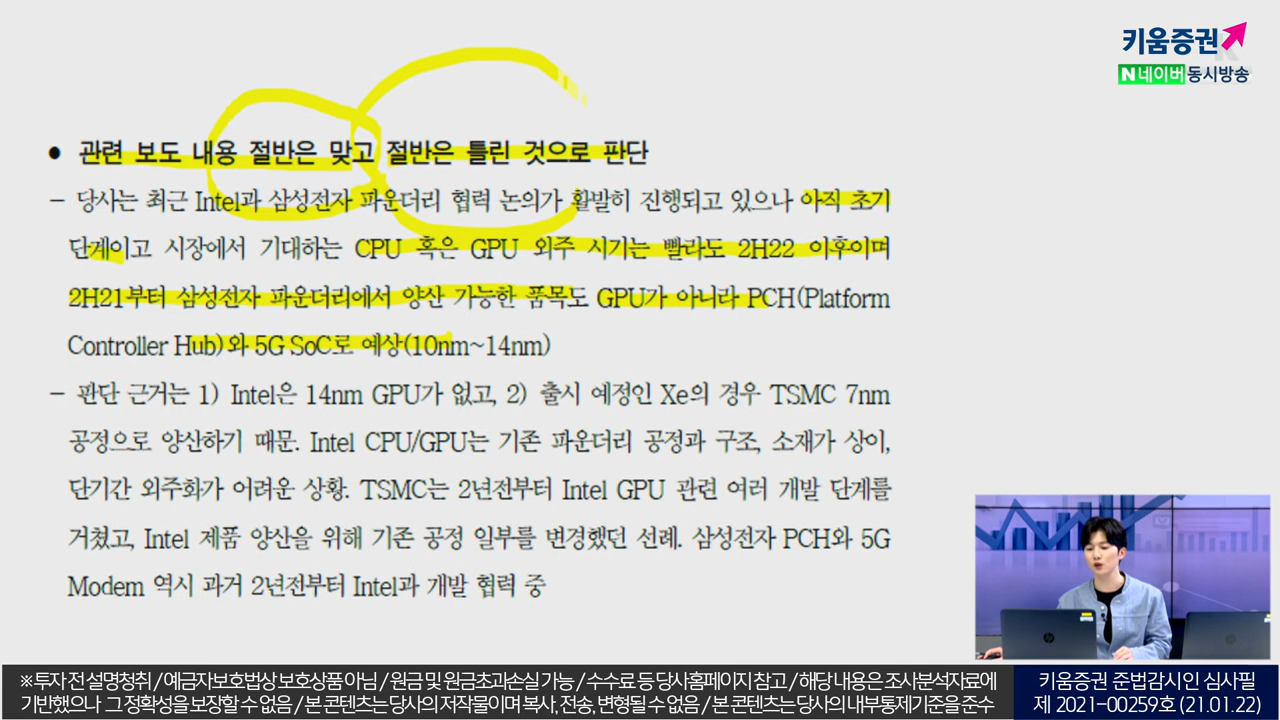 키움증권
N 네이버 동시방송
● 관련 보도 내용 절반은 맞고 절반은 틀린 것으로 판단
- 당사는 최근 Intel과 삼성전자 파운더리 협력 논의가 활발히 진행되고 있으나 아직 초기
단계이고 시장에서 기대하는 CPU 혹은 GPU 외주 시기는 빨라도 2H22 이후이며
2H21부터 삼성전자 파운더리에서 양산 가능한 품목도 GPU가 아니라 PCH(Platform
Controller Hub)와 5G SoC로 예상(10nm~14nm)
- 판단 근거는 1) Intel은 14nm GPU가 없고, 2) 출시 예정인 Xe의 경우 TSMC 7nm
공정으로 양산하기 때문. Intel CPU/GPU는 기존 파운더리 공정과 구조, 소재가 상이,
단기간 외주화가 어려운 상황. TSMC는 2년전부터 Intel GPU 관련 여러 개발 단계를
거쳤고, Intel 제품 양산을 위해 기존 공정 일부를 변경했던 선례. 삼성전자 PCH와 5G
Modem 역시 과거 2년전부터 Intel과 개발 협력 중
※ 투자 전 설명청취 / 예금자보호법상 보호상품 아님 / 원금 및 원금초과손실 가능 / 수수료 등 당사홈페이지 참고 / 해당 내용은 조사분석자료에
기반했으나 그 정확성을 보장할 수 없음 / 본 콘텐츠는 당사의 저작물이며 복사, 전송, 변형될 수 없음 / 본 콘텐츠는 당사의 내부통제기준을 준수
키움증권 준법감시인 심사필
제 2021-00259호 (21.01.22)